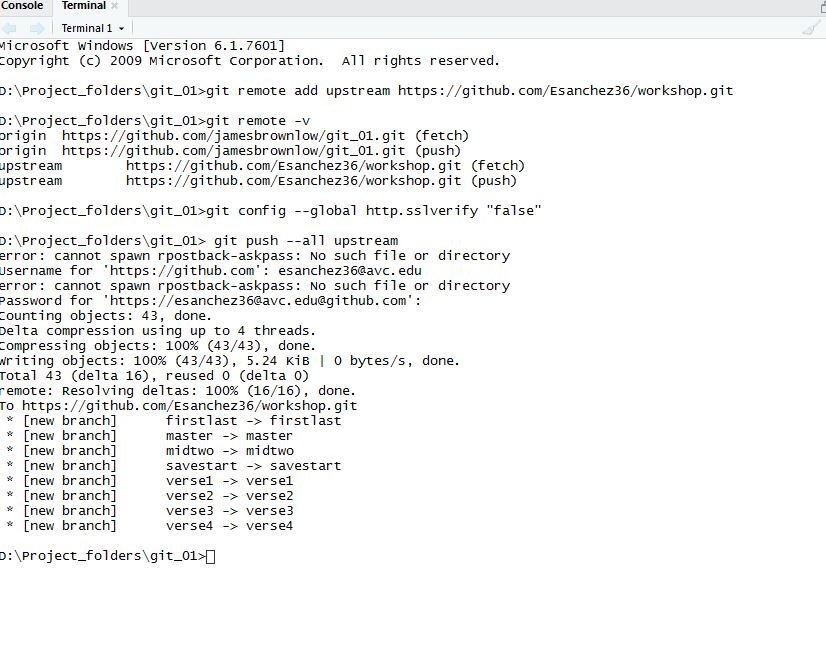 Console Terminal
Terminal 1
Microsoft Windows [Version 6.1.7601]
Copyright (c) 2009 Microsoft Corporation.  All rights reserved.
D:\Project_folders\git_01>git remote add upstream https://github.com/Esanchez36/workshop.git
D:\Project_folders\git_01>git remote -v
origin  https://github.com/jamesbrownlow/git_01.git (fetch)
origin  https://github.com/jamesbrownlow/git_01.git (push)
upstream        https://github.com/Esanchez36/workshop.git (fetch)
upstream        https://github.com/Esanchez36/workshop.git (push)
D:\Project_folders\git_01>git config --global http.sslverify "false"
D:\Project_folders\git_01> git push --all upstream
error: cannot spawn rpostback-askpass: No such file or directory
Username for 'https://github.com': esanchez36@avc.edu
error: cannot spawn rpostback-askpass: No such file or directory
Password for 'https://esanchez36@avc.edu@github.com':
Counting objects: 43, done.
Delta compression using up to 4 threads.
Compressing objects: 100% (43/43), done.
Writing objects: 100% (43/43), 5.24 KiB | 0 bytes/s, done.
Total 43 (delta 16), reused 0 (delta 0)
remote: Resolving deltas: 100% (16/16), done.
To https://github.com/Esanchez36/workshop.git
 * [new branch]      firstlast -> firstlast
 * [new branch]      master -> master
 * [new branch]      midtwo -> midtwo
 * [new branch]      savestart -> savestart
 * [new branch]      verse1 -> verse1
 * [new branch]      verse2 -> verse2
 * [new branch]      verse3 -> verse3
 * [new branch]      verse4 -> verse4
D:\Project_folders\git_01>